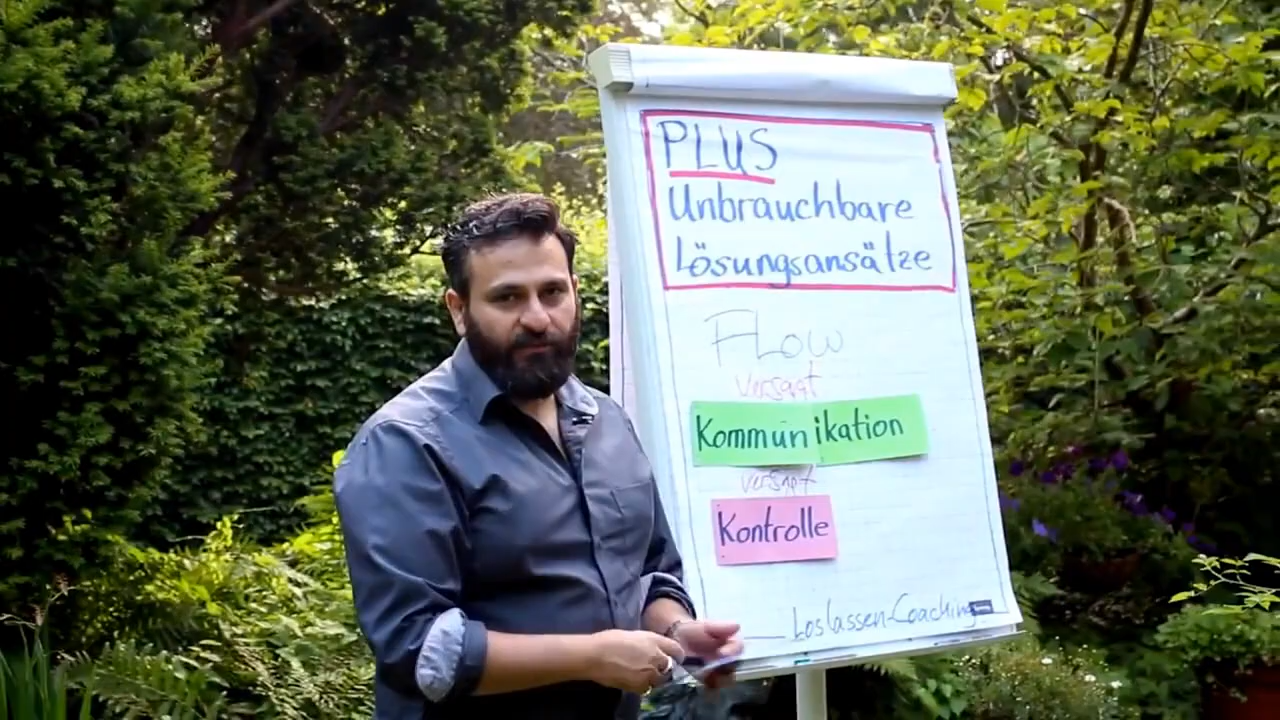 PLUS
Unbrauchbare
Lösungsansätze
FLOW
versagt
Kommunikation
versagt
Kontrolle
Loslassen-Coaching